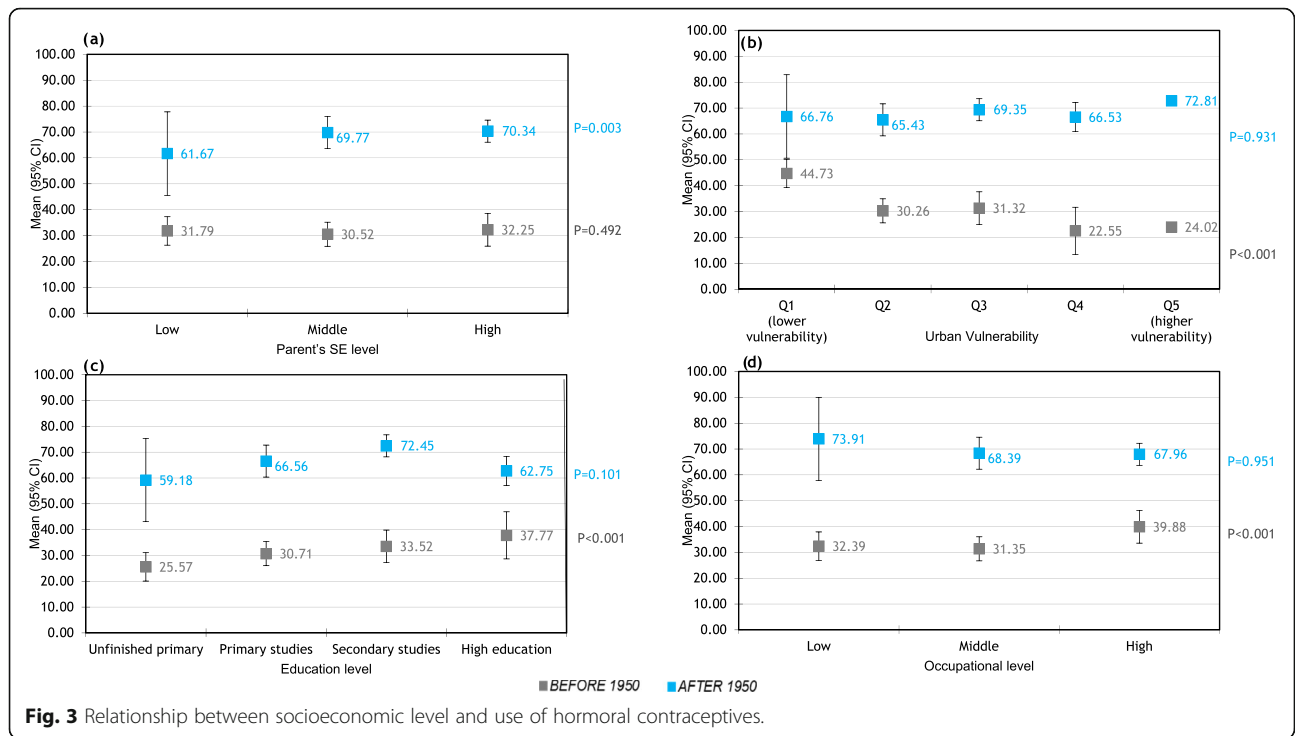 (a)
100.00
90.00
80.00
70.00
60.00
50.00
40.00
30.00
20.00
10.00
0.00
Mean (95% CI)
61.67
69.77
70.34
31.79
30.52
32.25
P=0.003
P=0.492
Low Middle High
Parent's SE level
(b)
100.00
90.00
80.00
70.00
60.00
50.00
40.00
30.00
20.00
10.00
0.00
Mean (95% CI)
66.76
65.43
69.35
66.53
72.81
44.73
30.26
31.32
22.55
24.02
P=0.931
P<0.001
Q1 Q2 Q3 Q4 Q5
(lower (higher
vulnerability) Urban Vulnerability vulnerability)
(c)
100.00
90.00
80.00
70.00
60.00
50.00
40.00
30.00
20.00
10.00
0.00
Mean (95% CI)
59.18
66.56
72.45
62.75
25.57
30.71
33.52
37.77
P=0.101
P<0.001
Unfinished primary Primary studies Secondary studies High education
Education level
(d)
100.00
90.00
80.00
70.00
60.00
50.00
40.00
30.00
20.00
10.00
0.00
Mean (95% CI)
73.91
68.39
67.96
32.39
31.35
39.88
P=0.951
P<0.001
Low Middle High
Occupational level
BEFORE 1950 AFTER 1950
Fig. 3 Relationship between socioeconomic level and use of hormoral contraceptives.